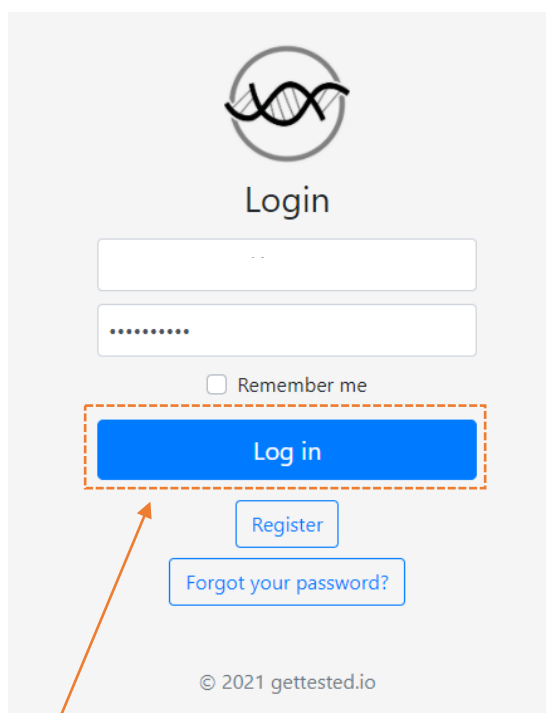 Login
••••••••••
Remember me
Log in
Register
Forgot your password?
© 2021 gettested.io